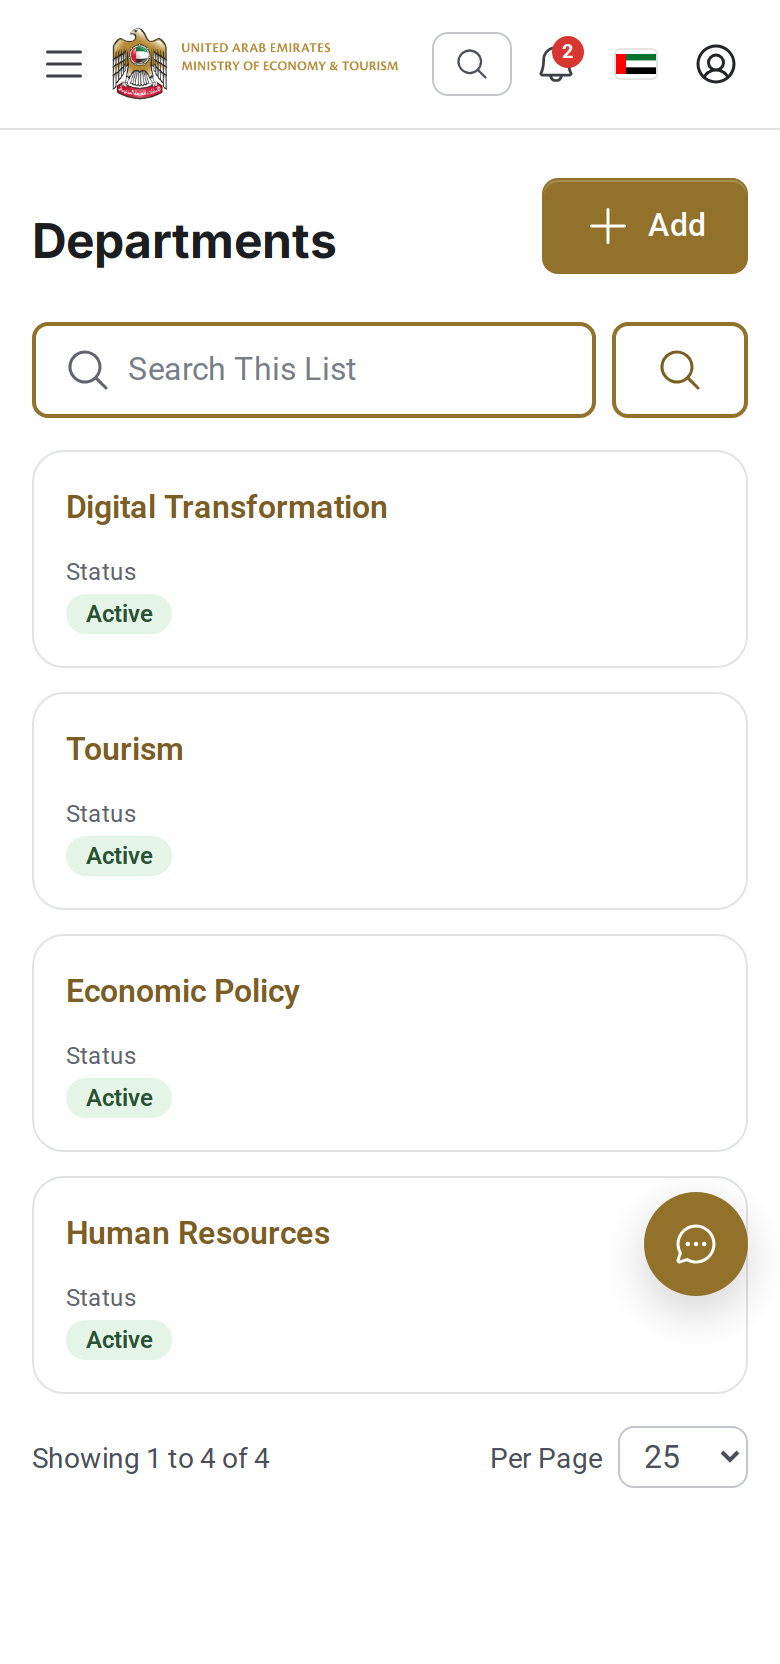 UNITED ARAB EMIRATES
MINISTRY OF ECONOMY & TOURISM
2
Departments
Add
Search This List
Digital Transformation
Status
Active
Tourism
Status
Active
Economic Policy
Status
Active
Human Resources
Status
Active
Showing 1 to 4 of 4
Per Page
25